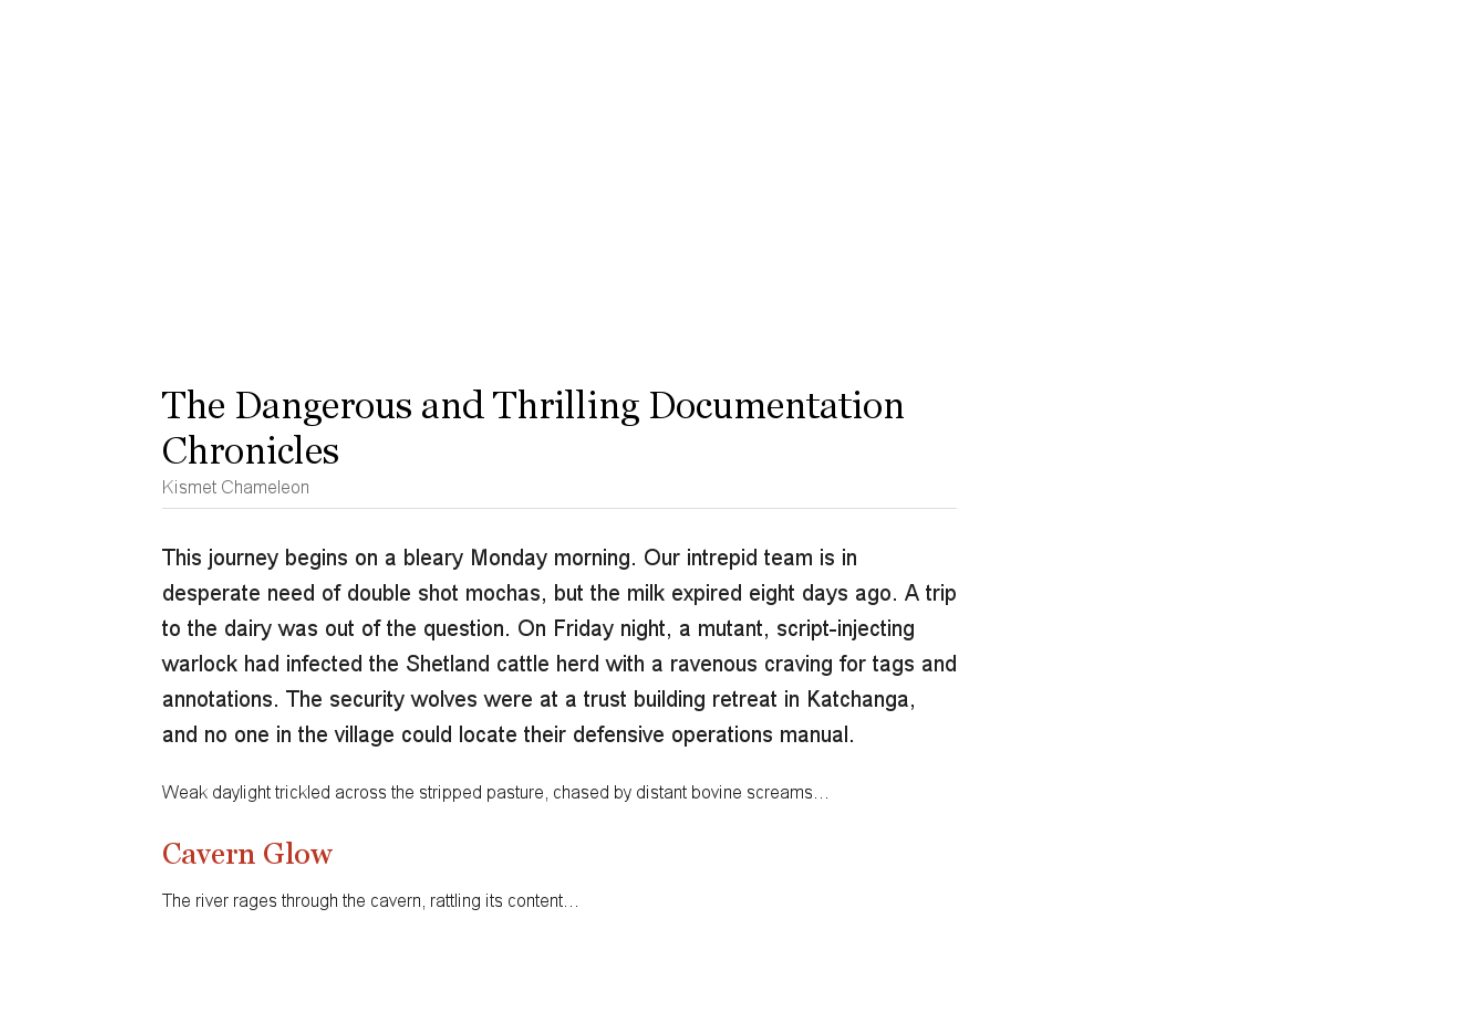 The Dangerous and Thrilling Documentation
Chronicles
Kismet Chameleon
This journey begins on a bleary Monday morning. Our intrepid team is in
desperate need of double shot mochas, but the milk expired eight days ago. A trip
to the dairy was out of the question. On Friday night, a mutant, script-injecting
warlock had infected the Shetland cattle herd with a ravenous craving for tags and
annotations. The security wolves were at a trust building retreat in Katchanga,
and no one in the village could locate their defensive operations manual.
Weak daylight trickled across the stripped pasture, chased by distant bovine screams…
Cavern Glow
The river rages through the cavern, rattling its content…